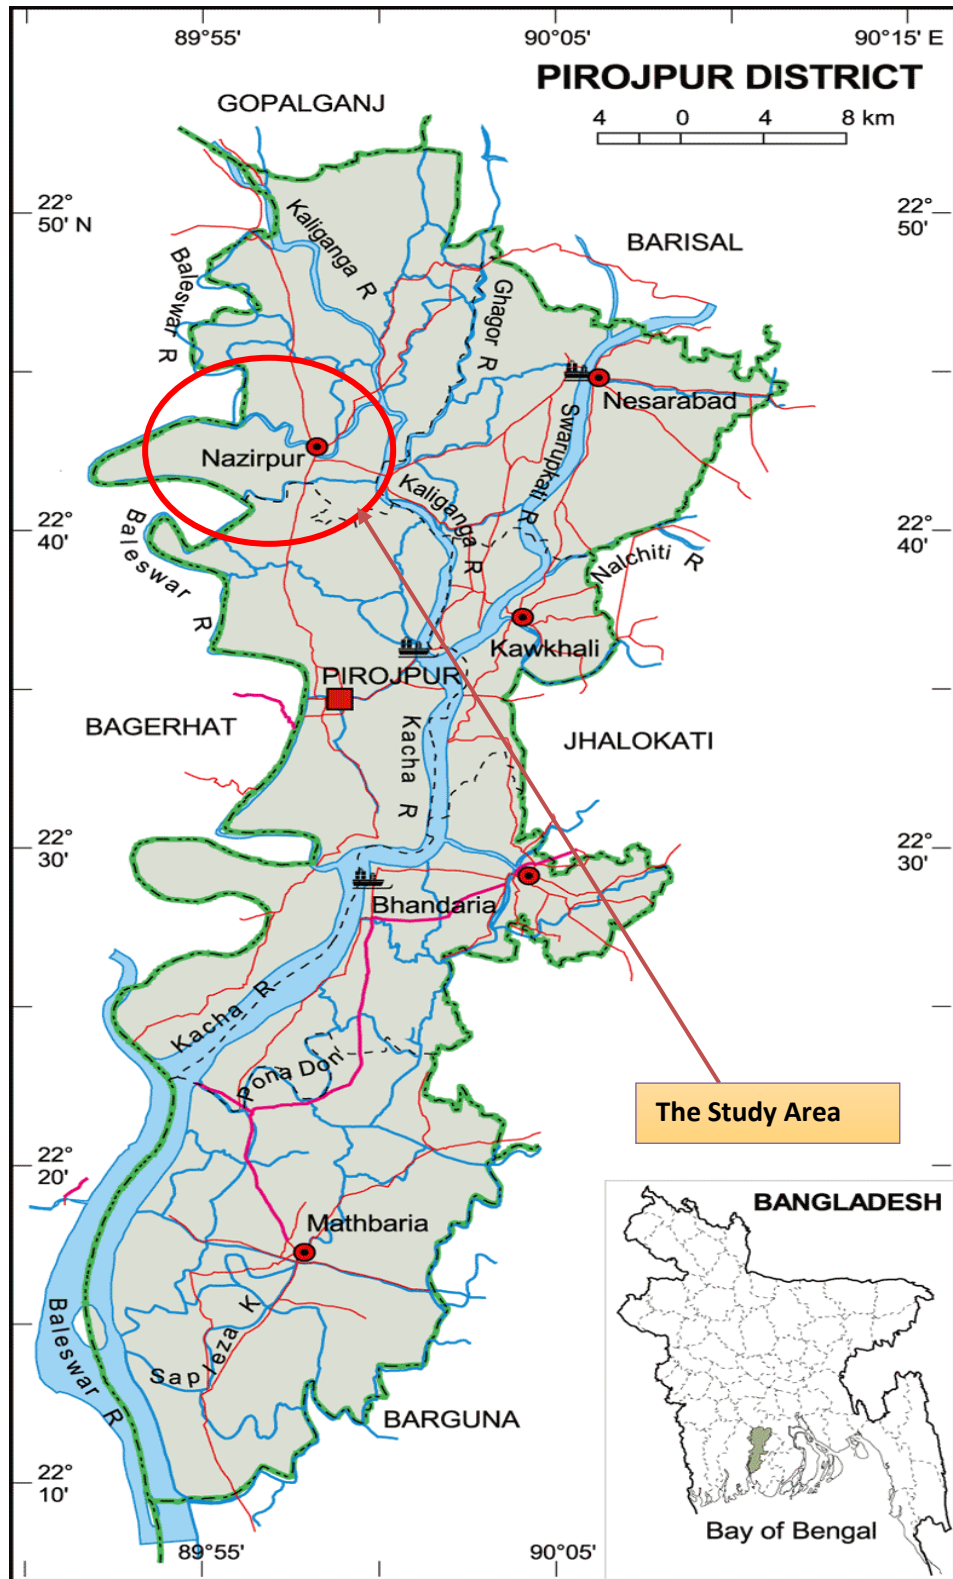 89°55'
90°05'
90°15' E
PIROJPUR DISTRICT
4 0 4 8 km
GOPALGANJ
22°
50' N
22°
50'
BARISAL
Kaliganga R
Baleswar R
Ghagor R
Nesarabad
Swarupkati R
Nazirpur
Kaliganga R
22°
40'
22°
40'
Baleswar R
Nalchiti R
Kawkhali
PIROJPUR
BAGERHAT
Kacha R
JHALOKATI
22°
30'
22°
30'
Bhandaria
Kacha R
Pona Don
The Study Area
22°
20'
Mathbaria
Baleswar R
Sapleza K
BARGUNA
22°
10'
89°55'
90°05'
BANGLADESH
Bay of Bengal